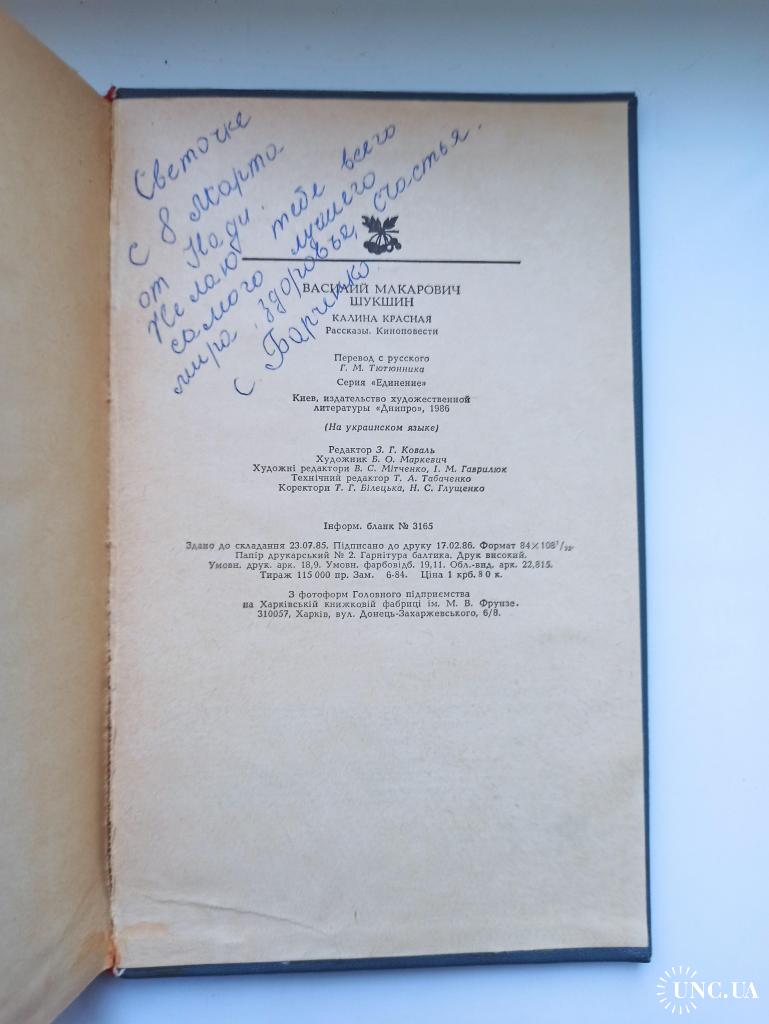 Светочке
с 8 Марта
от Нади.
Желаю тебе всего
самого лучшего
мира, здоровья, счастья.
с.
ВАСИЛИЙ МАКАРОВИЧ
ШУКШИН
КАЛИНА КРАСНАЯ
Рассказы. Киноповести
Перевод с русского
Г. М. Тютюнника
Серия «Единение»
Киев, издательство художественной
литературы «Днипро», 1986
(На украинском языке)
Редактор З. Г. Коваль
Художник Б. О. Маркевич
Художні редактори В. С. Мітченко, І. М. Гаврилюк
Технічний редактор Т. А. Табаченко
Коректори Т. Г. Білецька, Н. С. Глущенко
Інформ. бланк № 3165
Здано до складання 23.07.85. Підписано до друку 17.02.86. Формат 84×108¹/₃₂.
Папір друкарський № 2. Гарнітура балтика. Друк високий.
Умовн. друк. арк. 18,9. Умовн. фарбовідб. 19,11. Обл.-вид. арк. 22,815.
Тираж 115 000 пр. Зам. 6-84. Ціна 1 крб. 80 к.
З фотоформ Головного підприємства
на Харківській книжковій фабриці ім. М. В. Фрунзе.
310057, Харків, вул. Донець-Захаржевського, 6/8.
UNC.UA